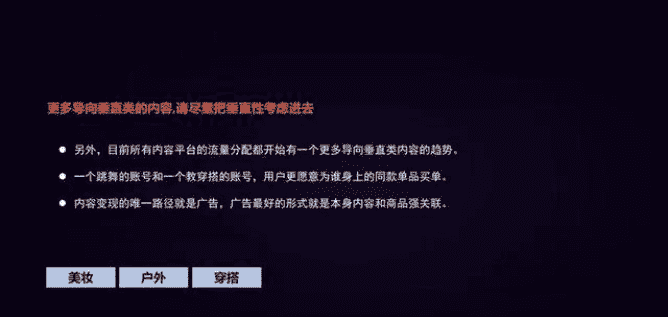 更多导向垂直类的内容,请尽量把垂直性考虑进去
另外，目前所有内容平台的流量分配都开始有一个更多导向垂直类内容的趋势。
一个跳舞的账号和一个教穿搭的账号，用户更愿意为谁身上的同款单品买单。
内容变现的唯一路径就是广告，广告最好的形式就是本身内容和商品强关联。
美妆 户外 穿搭